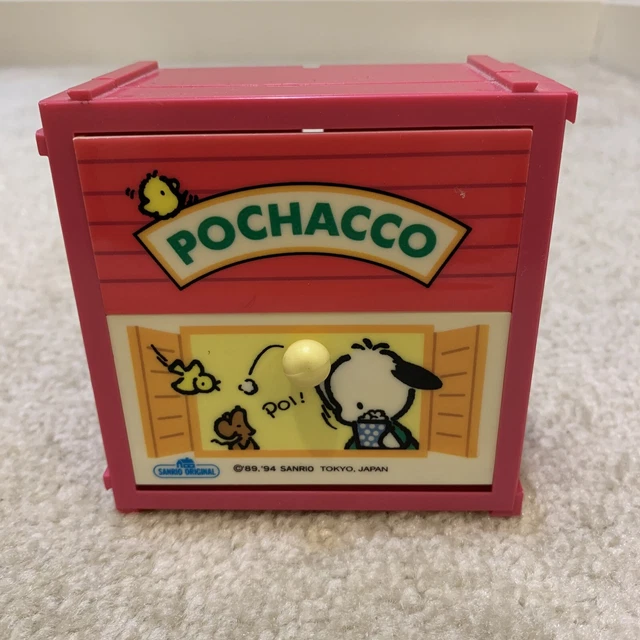 POCHACCO
POI!
SANRIO ORIGINAL
©'89,'94 SANRIO TOKYO, JAPAN